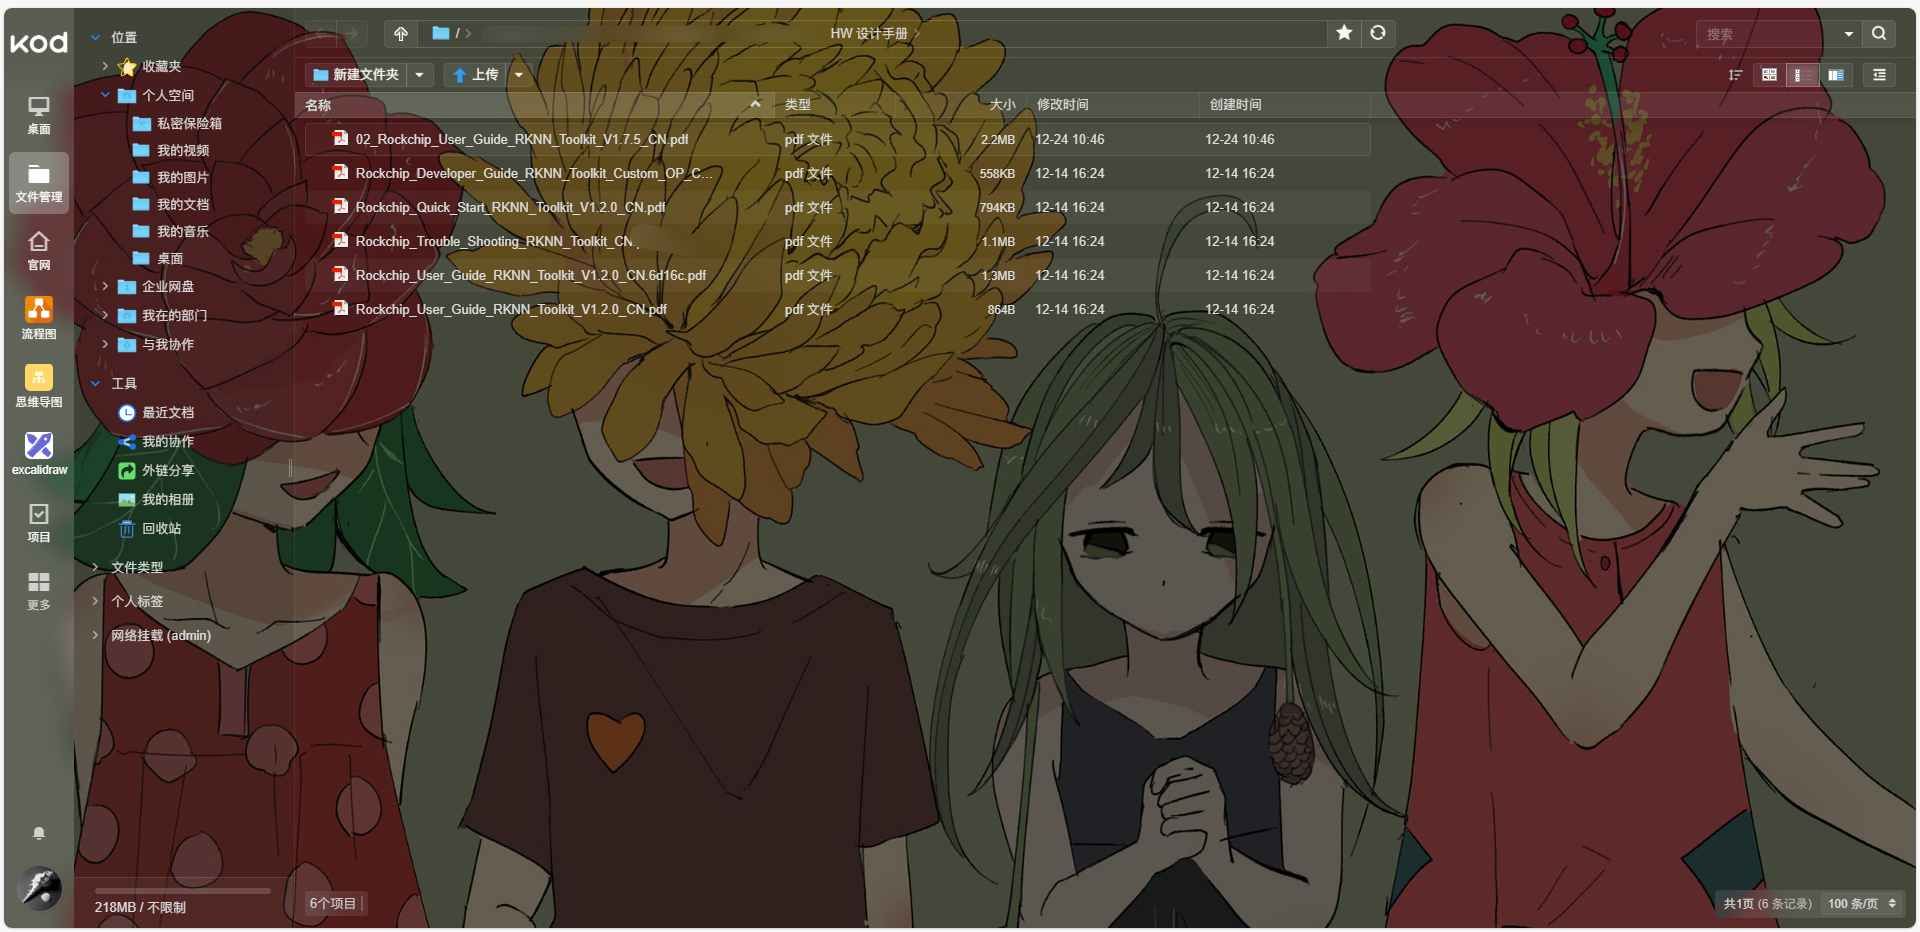 kod
桌面
文件管理
官网
流程图
思维导图
excalidraw
项目
更多
位置
收藏夹
个人空间
私密保险箱
我的视频
我的图片
我的文档
我的音乐
桌面
企业网盘
我在的部门
与我协作
工具
最近文档
我的协作
外链分享
我的相册
回收站
文件类型
个人标签
网络挂载 (admin)
218MB / 不限制
/ HW 设计手册
搜索
新建文件夹 上传
名称 类型 大小 修改时间 创建时间
02_Rockchip_User_Guide_RKNN_Toolkit_V1.7.5_CN.pdf pdf 文件 2.2MB 12-24 10:46 12-24 10:46
Rockchip_Developer_Guide_RKNN_Toolkit_Custom_OP_C... pdf 文件 558KB 12-14 16:24 12-14 16:24
Rockchip_Quick_Start_RKNN_Toolkit_V1.2.0_CN.pdf pdf 文件 794KB 12-14 16:24 12-14 16:24
Rockchip_Trouble_Shooting_RKNN_Toolkit_CN. pdf 文件 1.1MB 12-14 16:24 12-14 16:24
Rockchip_User_Guide_RKNN_Toolkit_V1.2.0_CN.6d16c.pdf pdf 文件 1.3MB 12-14 16:24 12-14 16:24
Rockchip_User_Guide_RKNN_Toolkit_V1.2.0_CN.pdf pdf 文件 864B 12-14 16:24 12-14 16:24
6个项目
共1页 (6 条记录) 100 条/页